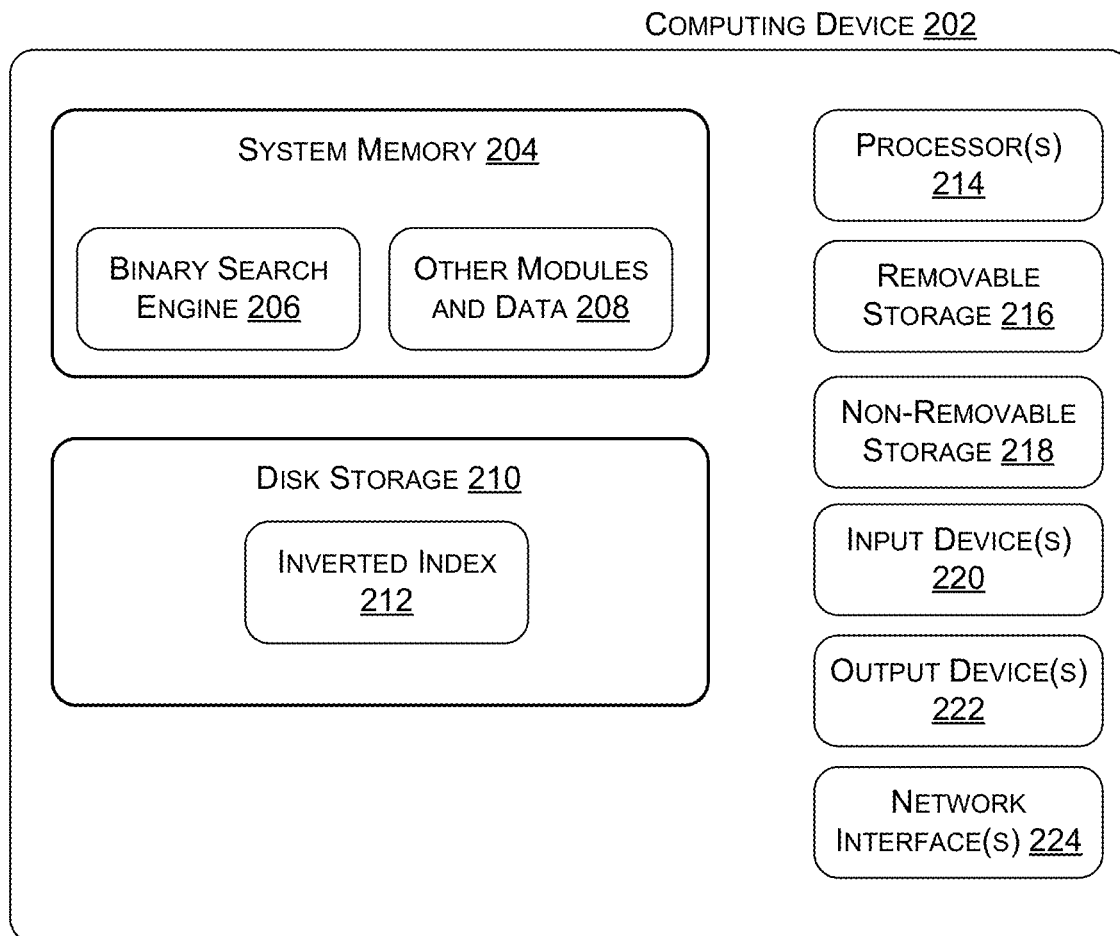 COMPUTING DEVICE 202
SYSTEM MEMORY 204
BINARY SEARCH
ENGINE 206
OTHER MODULES
AND DATA 208
DISK STORAGE 210
INVERTED INDEX
212
PROCESSOR(S)
214
REMOVABLE
STORAGE 216
NON-REMOVABLE
STORAGE 218
INPUT DEVICE(S)
220
OUTPUT DEVICE(S)
222
NETWORK
INTERFACE(S) 224